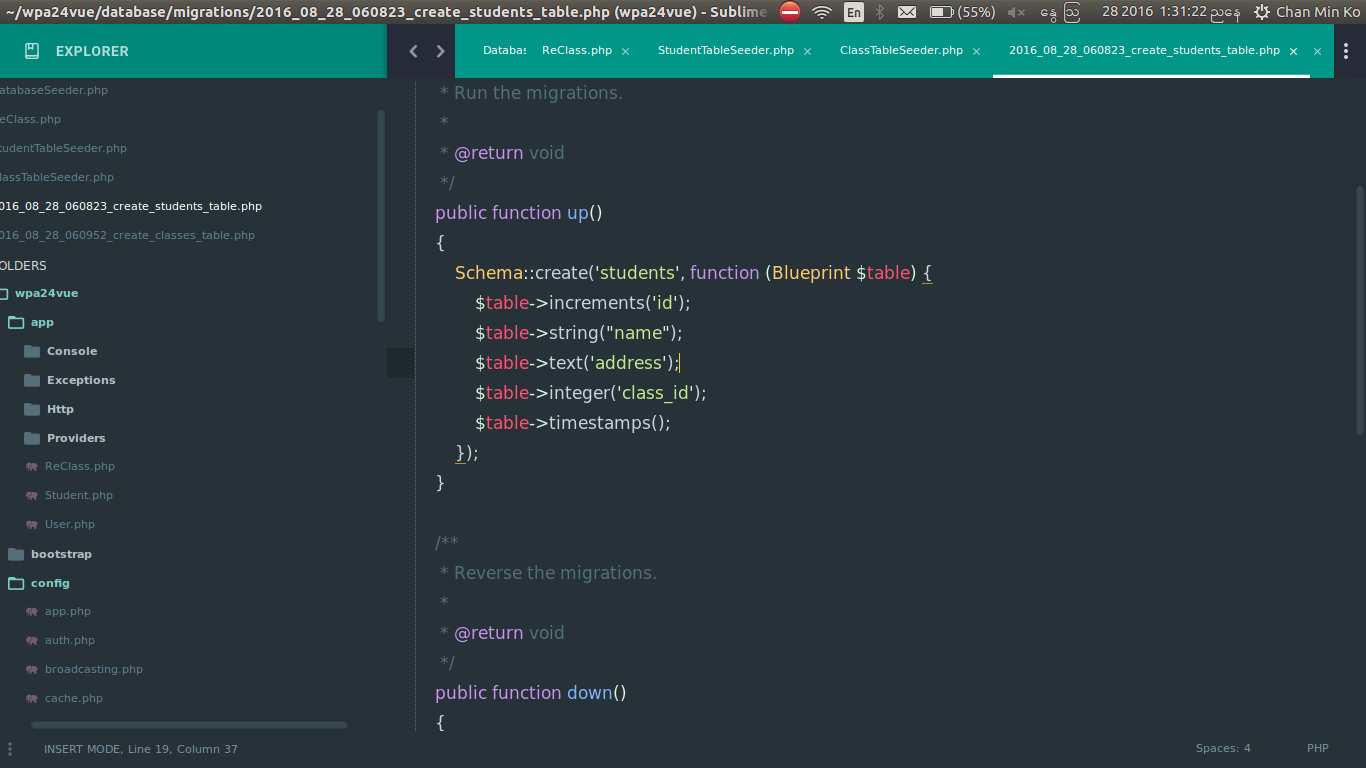 ~/wpa24vue/database/migrations/2016_08_28_060823_create_students_table.php (wpa24vue) - Sublime
En
(55%)
နွေ
ဩ
28 2016 1:31:22 ညနေ
Chan Min Ko
EXPLORER
Databas
ReClass.php ×
StudentTableSeeder.php ×
ClassTableSeeder.php ×
2016_08_28_060823_create_students_table.php ×
×
atabaseSeeder.php
eClass.php
tudentTableSeeder.php
lassTableSeeder.php
016_08_28_060823_create_students_table.php
016_08_28_060952_create_classes_table.php
OLDERS
wpa24vue
app
Console
Exceptions
Http
Providers
ReClass.php
Student.php
User.php
bootstrap
config
app.php
auth.php
broadcasting.php
cache.php
* Run the migrations.
*
* @return void
*/
public function up()
{
Schema::create('students', function (Blueprint $table) {
$table->increments('id');
$table->string("name");
$table->text('address');
$table->integer('class_id');
$table->timestamps();
});
}
/**
* Reverse the migrations.
*
* @return void
*/
public function down()
{
INSERT MODE, Line 19, Column 37
Spaces: 4
PHP